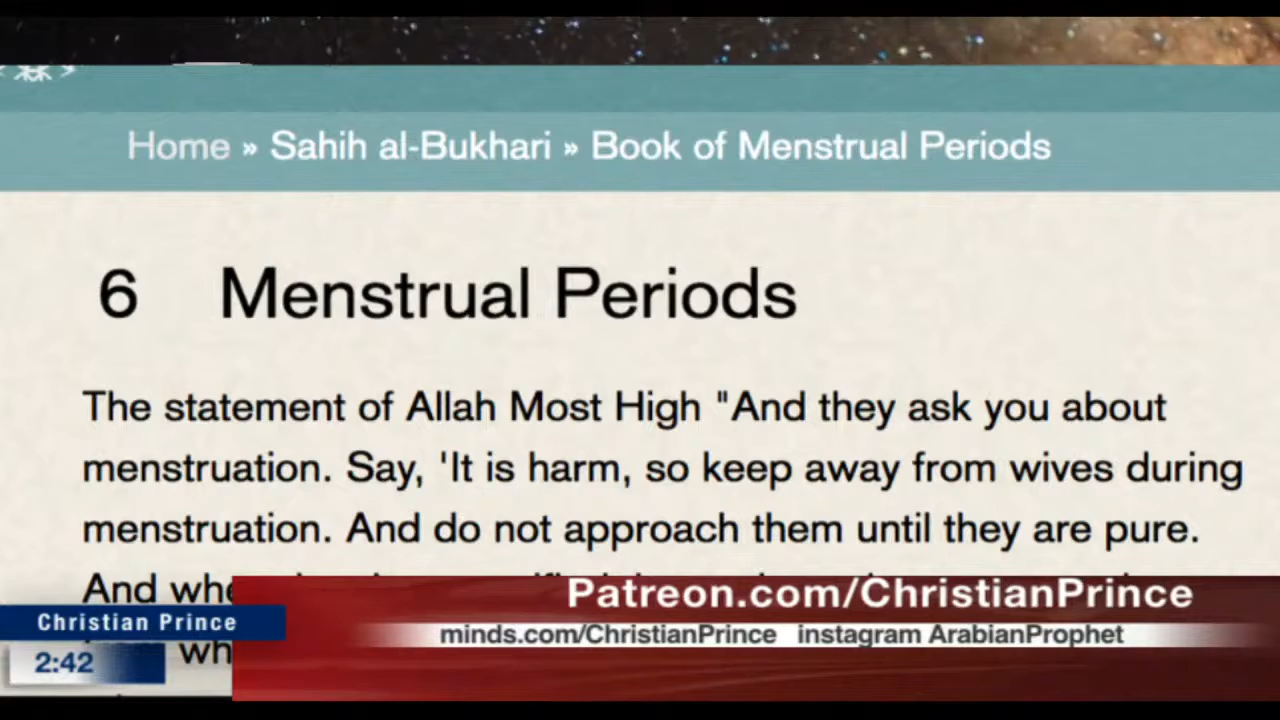 Home » Sahih al-Bukhari » Book of Menstrual Periods
6 Menstrual Periods
The statement of Allah Most High "And they ask you about
menstruation. Say, 'It is harm, so keep away from wives during
menstruation. And do not approach them until they are pure.
And
Patreon.com/ChristianPrince
Christian Prince
minds.com/ChristianPrince instagram ArabianProphet
2:42